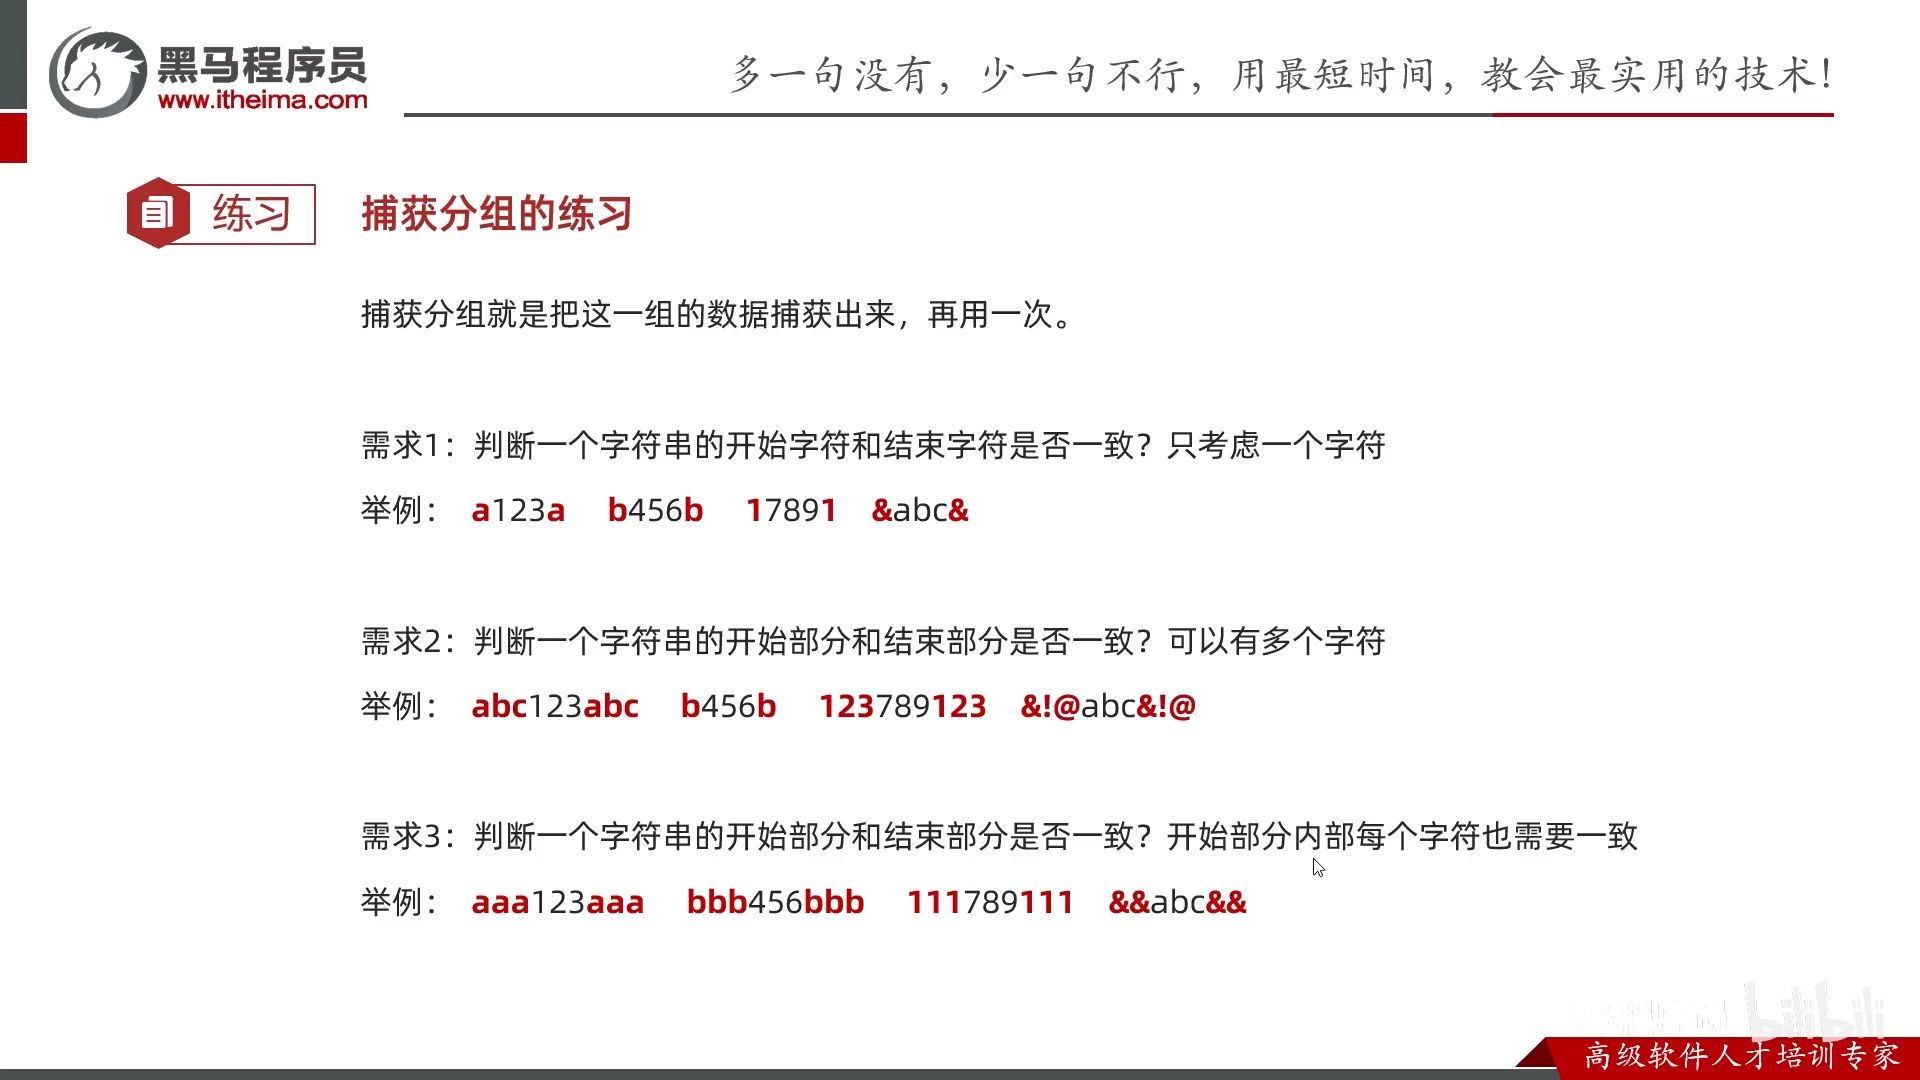 黑马程序员
www.itheima.com
多一句没有，少一句不行，用最短时间，教会最实用的技术！
练习
捕获分组的练习
捕获分组就是把这一组的数据捕获出来，再用一次。
需求1：判断一个字符串的开始字符和结束字符是否一致？只考虑一个字符
举例： a123a b456b 17891 &abc&
需求2：判断一个字符串的开始部分和结束部分是否一致？可以有多个字符
举例： abc123abc b456b 123789123 &!@abc&!@
需求3：判断一个字符串的开始部分和结束部分是否一致？开始部分内部每个字符也需要一致
举例： aaa123aaa bbb456bbb 111789111 &&abc&&
bilibili
高级软件人才培训专家